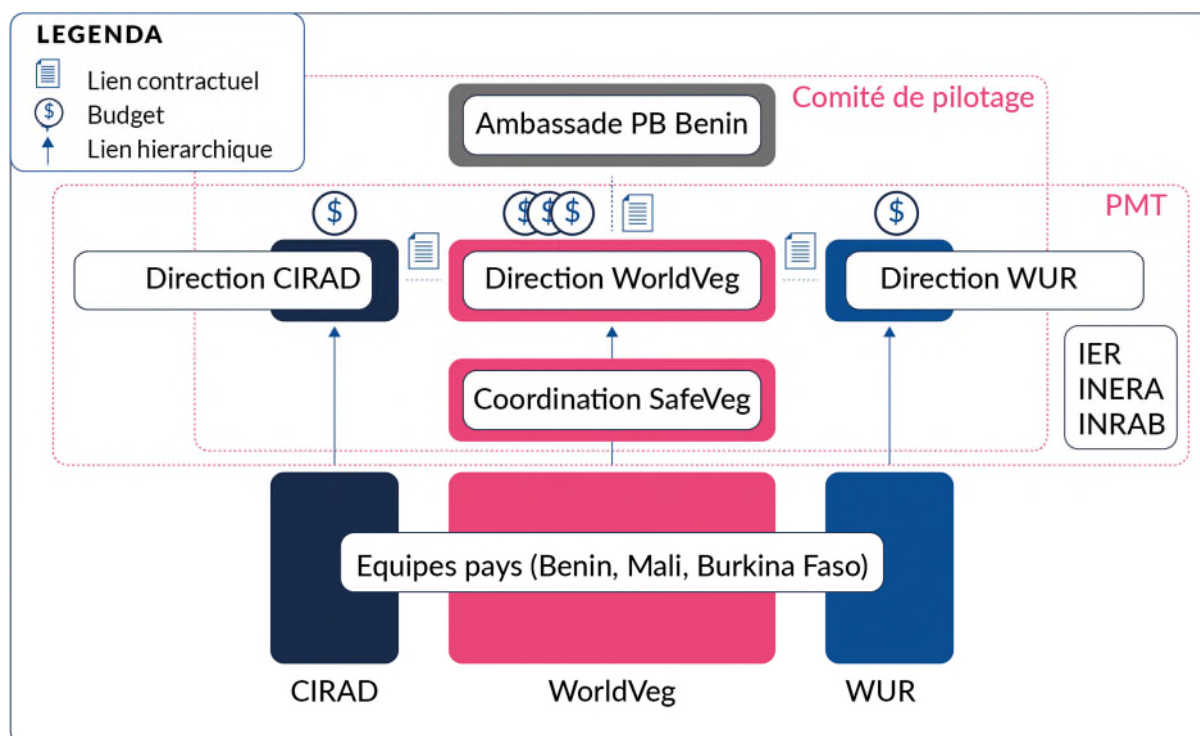 LEGENDA
Lien contractuel
$ Budget
Lien hierarchique
Comité de pilotage
Ambassade PB Benin
PMT
$
$$$
$
Direction CIRAD
Direction WorldVeg
Direction WUR
Coordination SafeVeg
IER
INERA
INRAB
Equipes pays (Benin, Mali, Burkina Faso)
CIRAD
WorldVeg
WUR